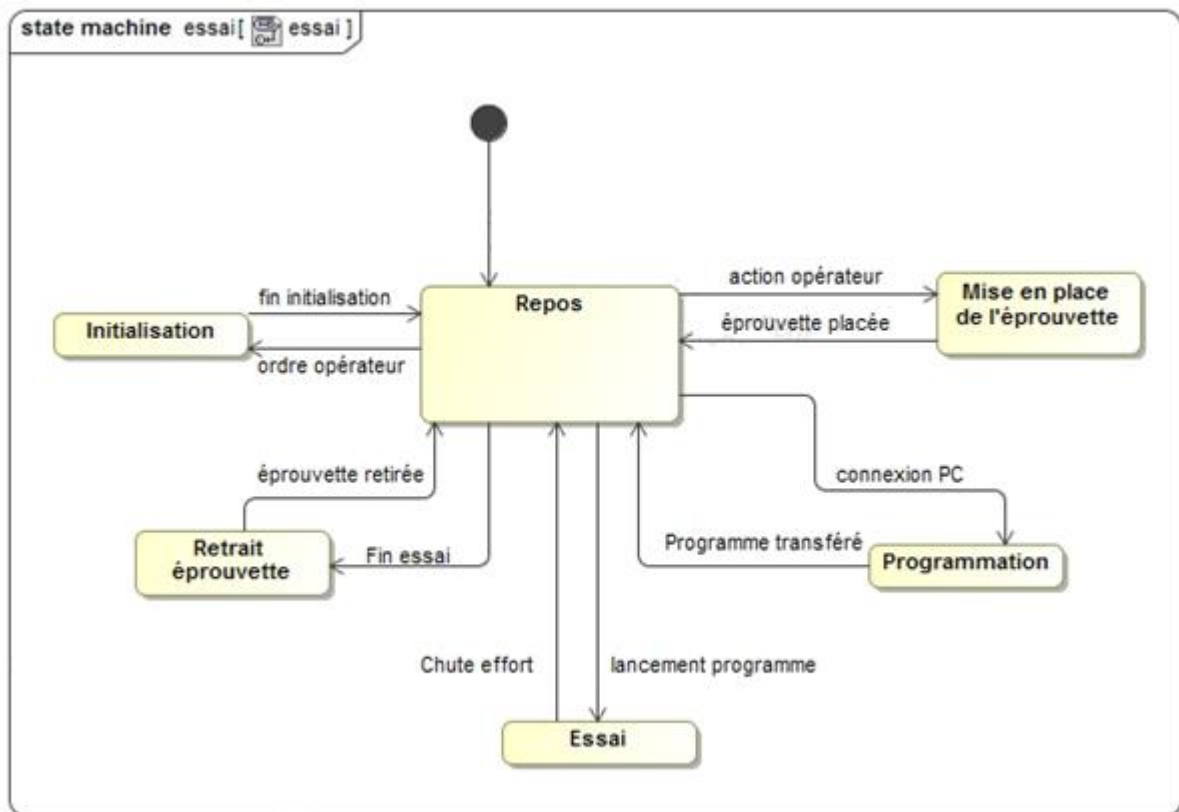 state machine essai[ essai ]
fin initialisation
Initialisation
ordre opérateur
Repos
action opérateur
éprouvette placée
Mise en place
de l'éprouvette
éprouvette retirée
Retrait
éprouvette
Fin essai
connexion PC
Programme transféré
Programmation
Chute effort
lancement programme
Essai